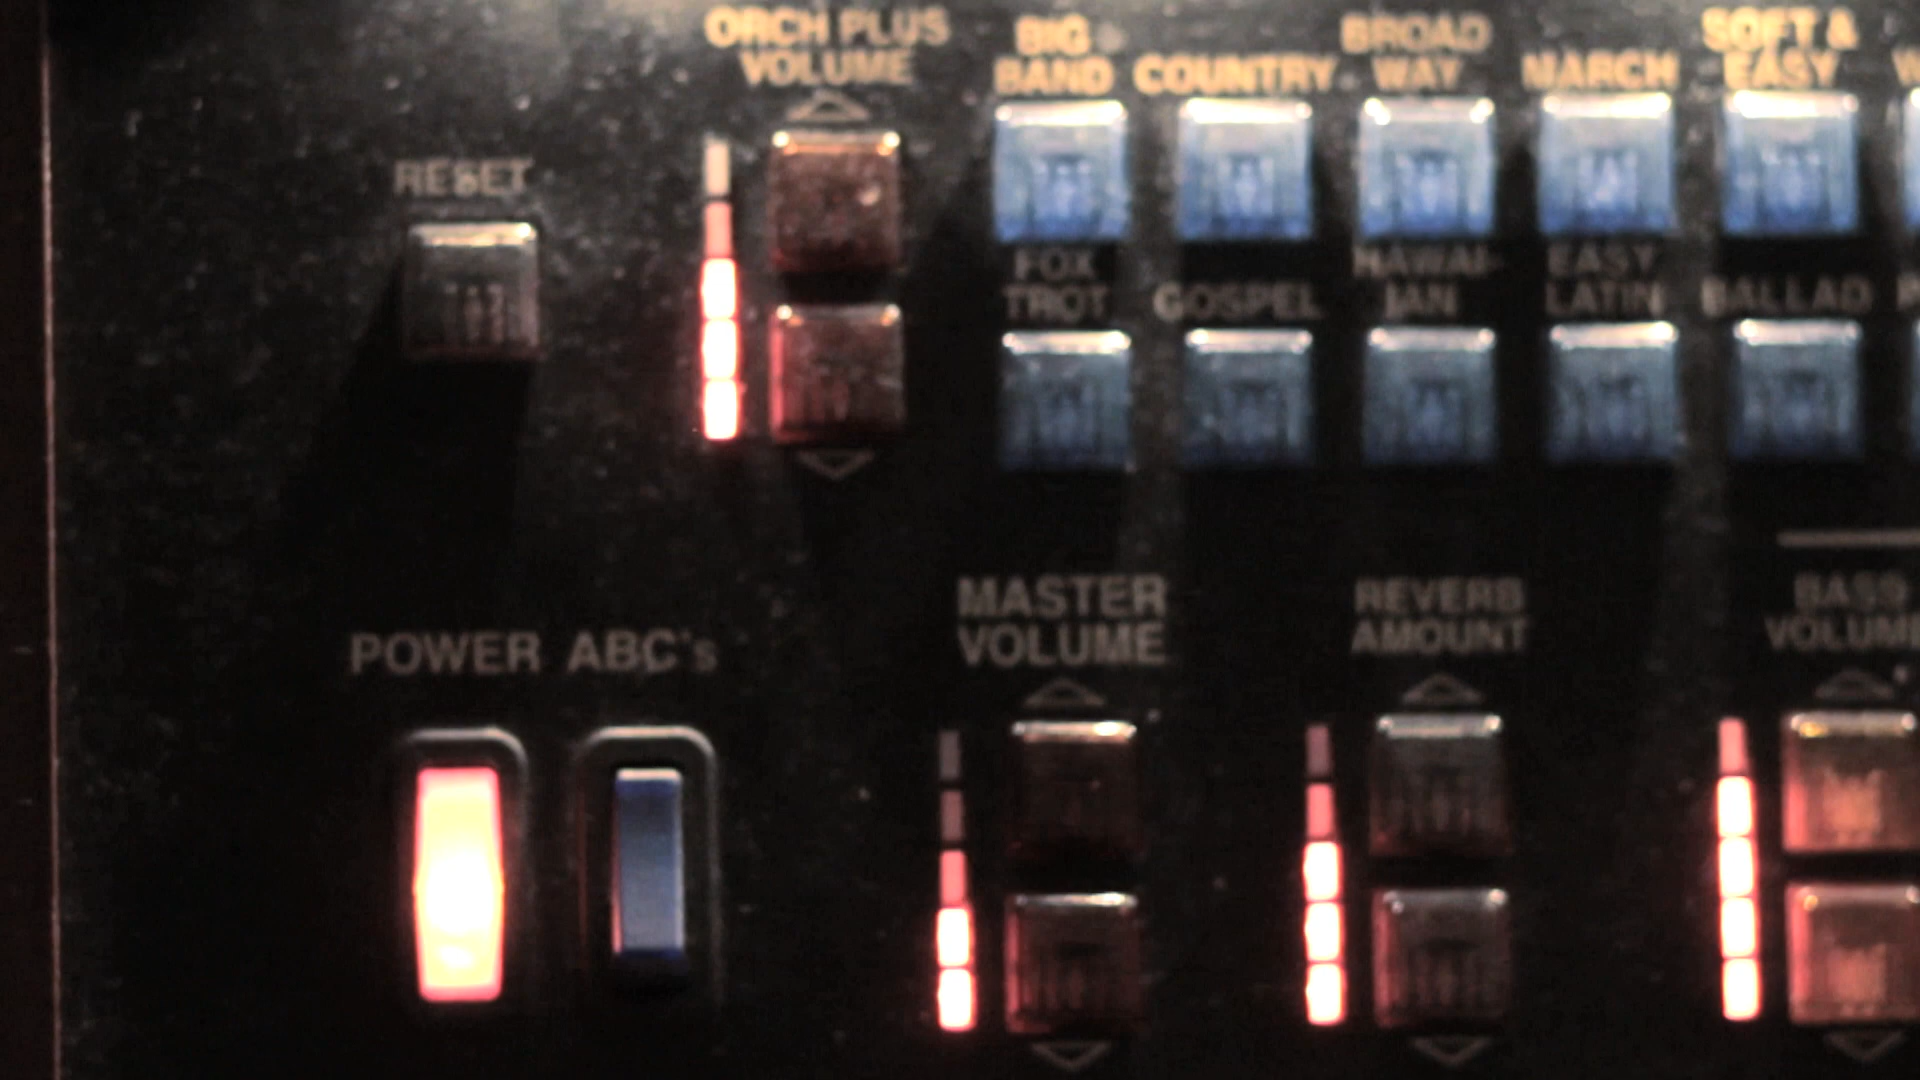 ORCH PLUS
VOLUME
BIG
BAND
COUNTRY
BROAD
WAY
MARCH
SOFT &
EASY
RESET
FOX
TROT
GOSPEL
HAWAI-
IAN
EASY
LATIN
BALLAD
POWER
ABC's
MASTER
VOLUME
REVERB
AMOUNT
BASS
VOLUME